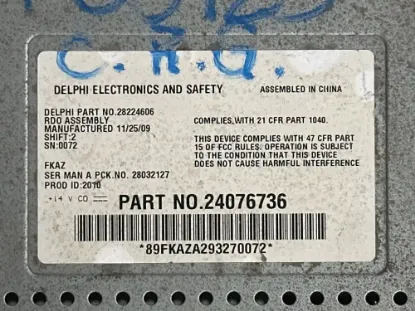 C.H.Q.
DELPHI ELECTRONICS AND SAFETY ASSEMBLED IN CHINA
DELPHI PART NO.28224606
RDO ASSEMBLY
MANUFACTURED 11/25/09
SHIFT:2
SN:0072
COMPLIES,WITH 21 CFR PART 1040.
THIS DEVICE COMPLIES WITH 47 CFR PART
15 OF FCC RULES. OPERATION IS SUBJECT
TO THE CONDITION THAT THIS DEVICE
DOES NOT CAUSE HARMFUL INTERFERENCE
FKAZ
SER MAN A PCK.NO. 28032127
PROD ID:2010
PART NO.24076736
*89FKAZA293270072*